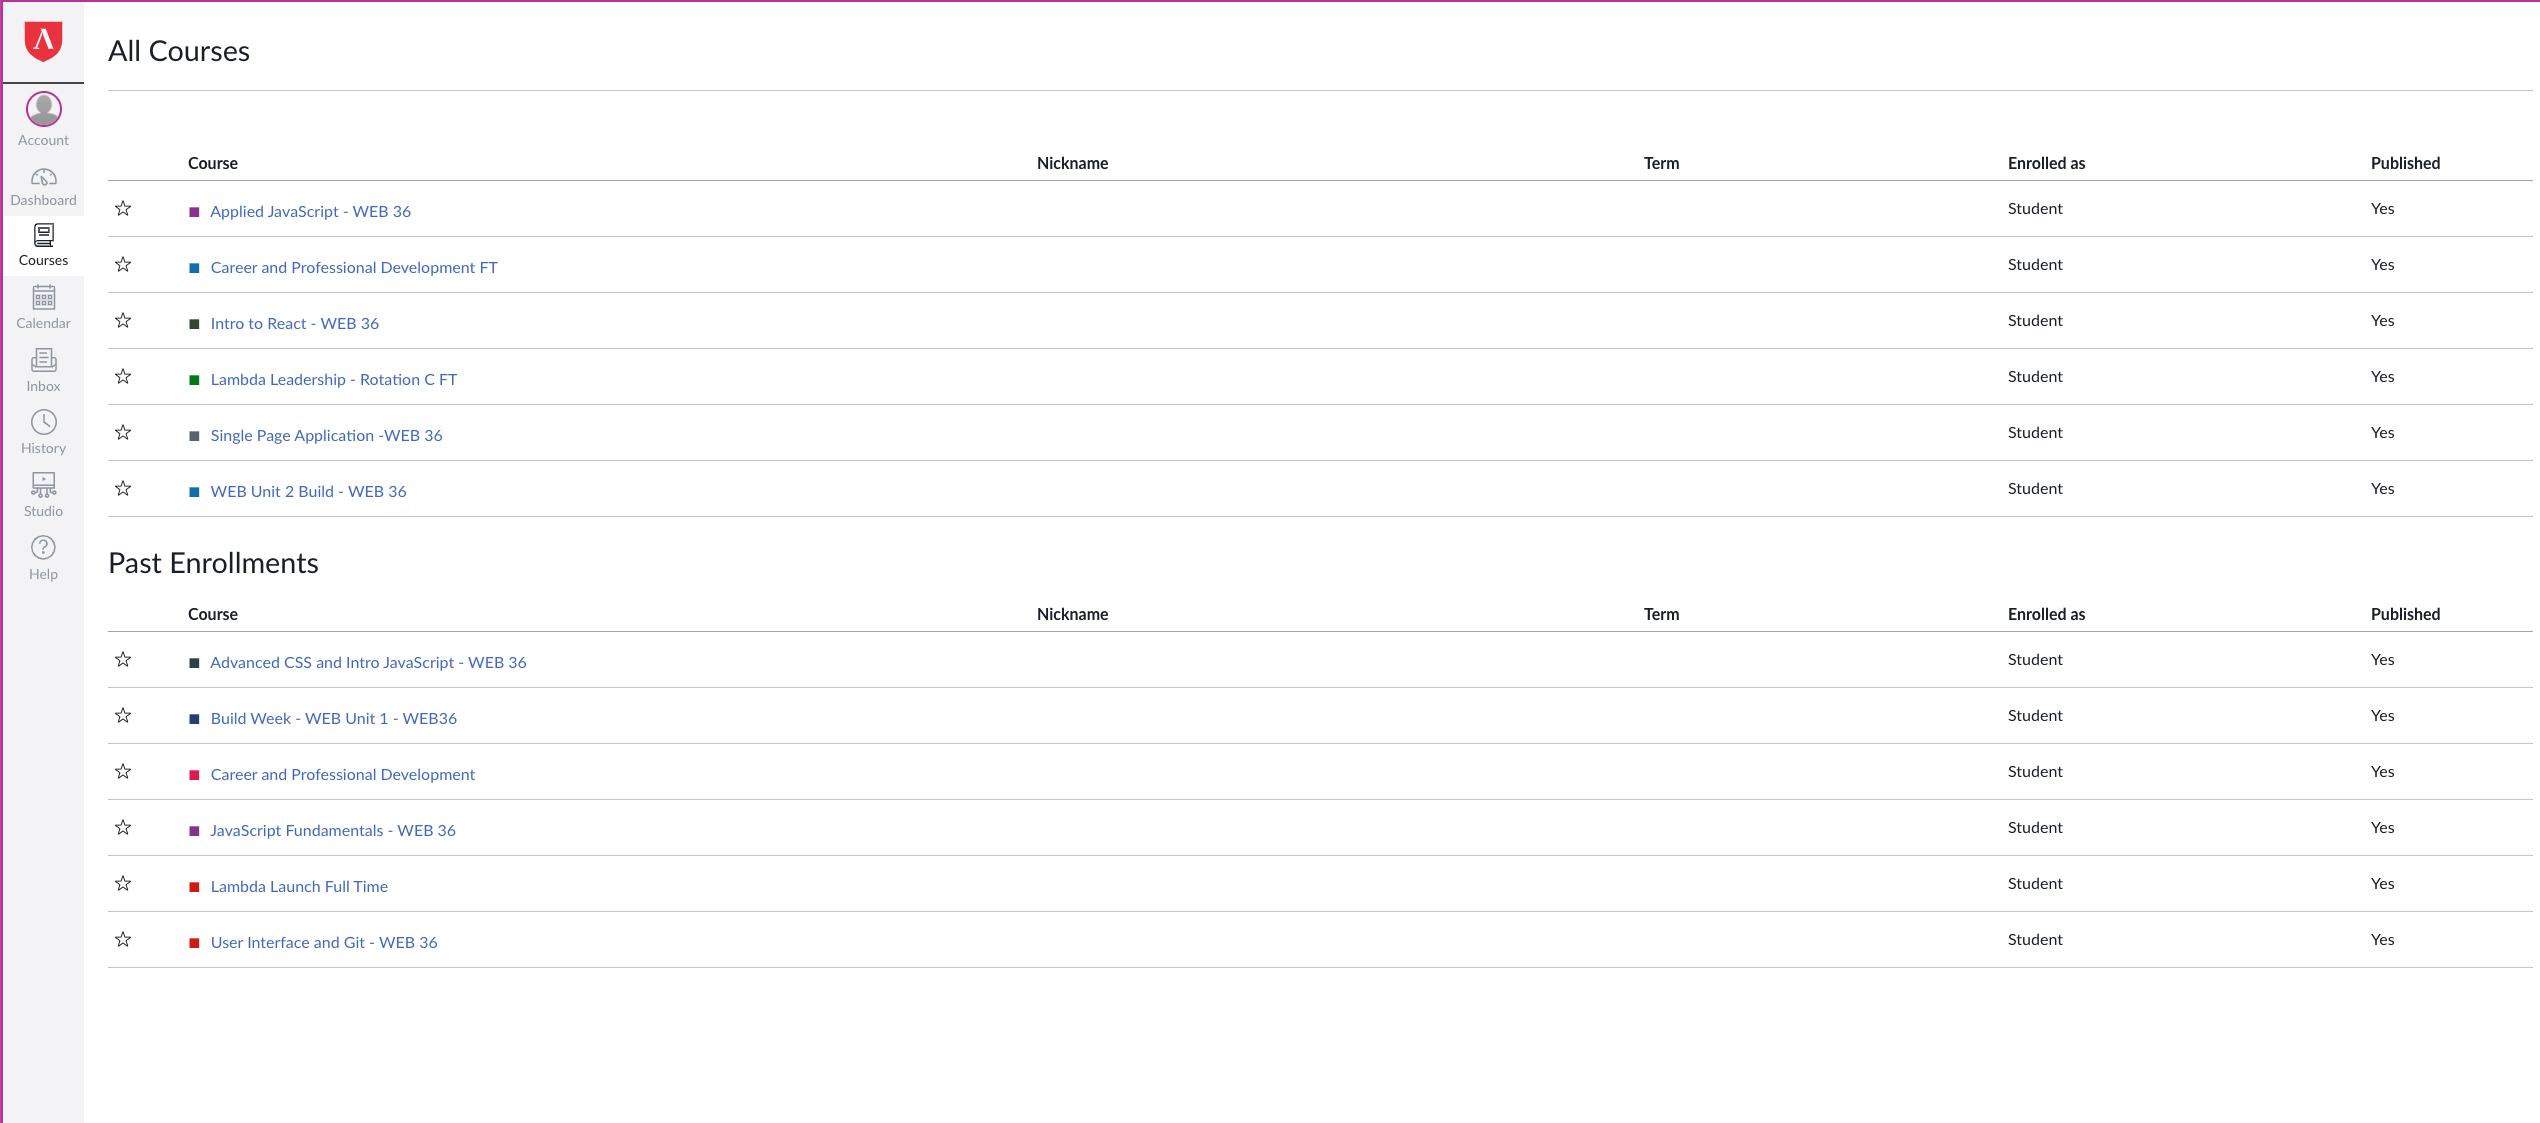 All Courses
Account
Dashboard
Courses
Calendar
Inbox
History
Studio
Help
Course Nickname Term Enrolled as Published
Applied JavaScript - WEB 36 Student Yes
Career and Professional Development FT Student Yes
Intro to React - WEB 36 Student Yes
Lambda Leadership - Rotation C FT Student Yes
Single Page Application -WEB 36 Student Yes
WEB Unit 2 Build - WEB 36 Student Yes
Past Enrollments
Course Nickname Term Enrolled as Published
Advanced CSS and Intro JavaScript - WEB 36 Student Yes
Build Week - WEB Unit 1 - WEB36 Student Yes
Career and Professional Development Student Yes
JavaScript Fundamentals - WEB 36 Student Yes
Lambda Launch Full Time Student Yes
User Interface and Git - WEB 36 Student Yes